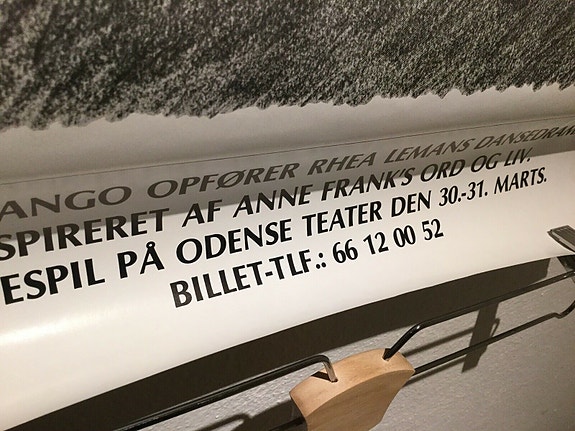 ANGO OPFØRER RHEA LEMANS DANSEDRAM
SPIRERET AF ANNE FRANK'S ORD OG LIV.
ESPIL PÅ ODENSE TEATER DEN 30.-31. MARTS.
BILLET-TLF.: 66 12 00 52